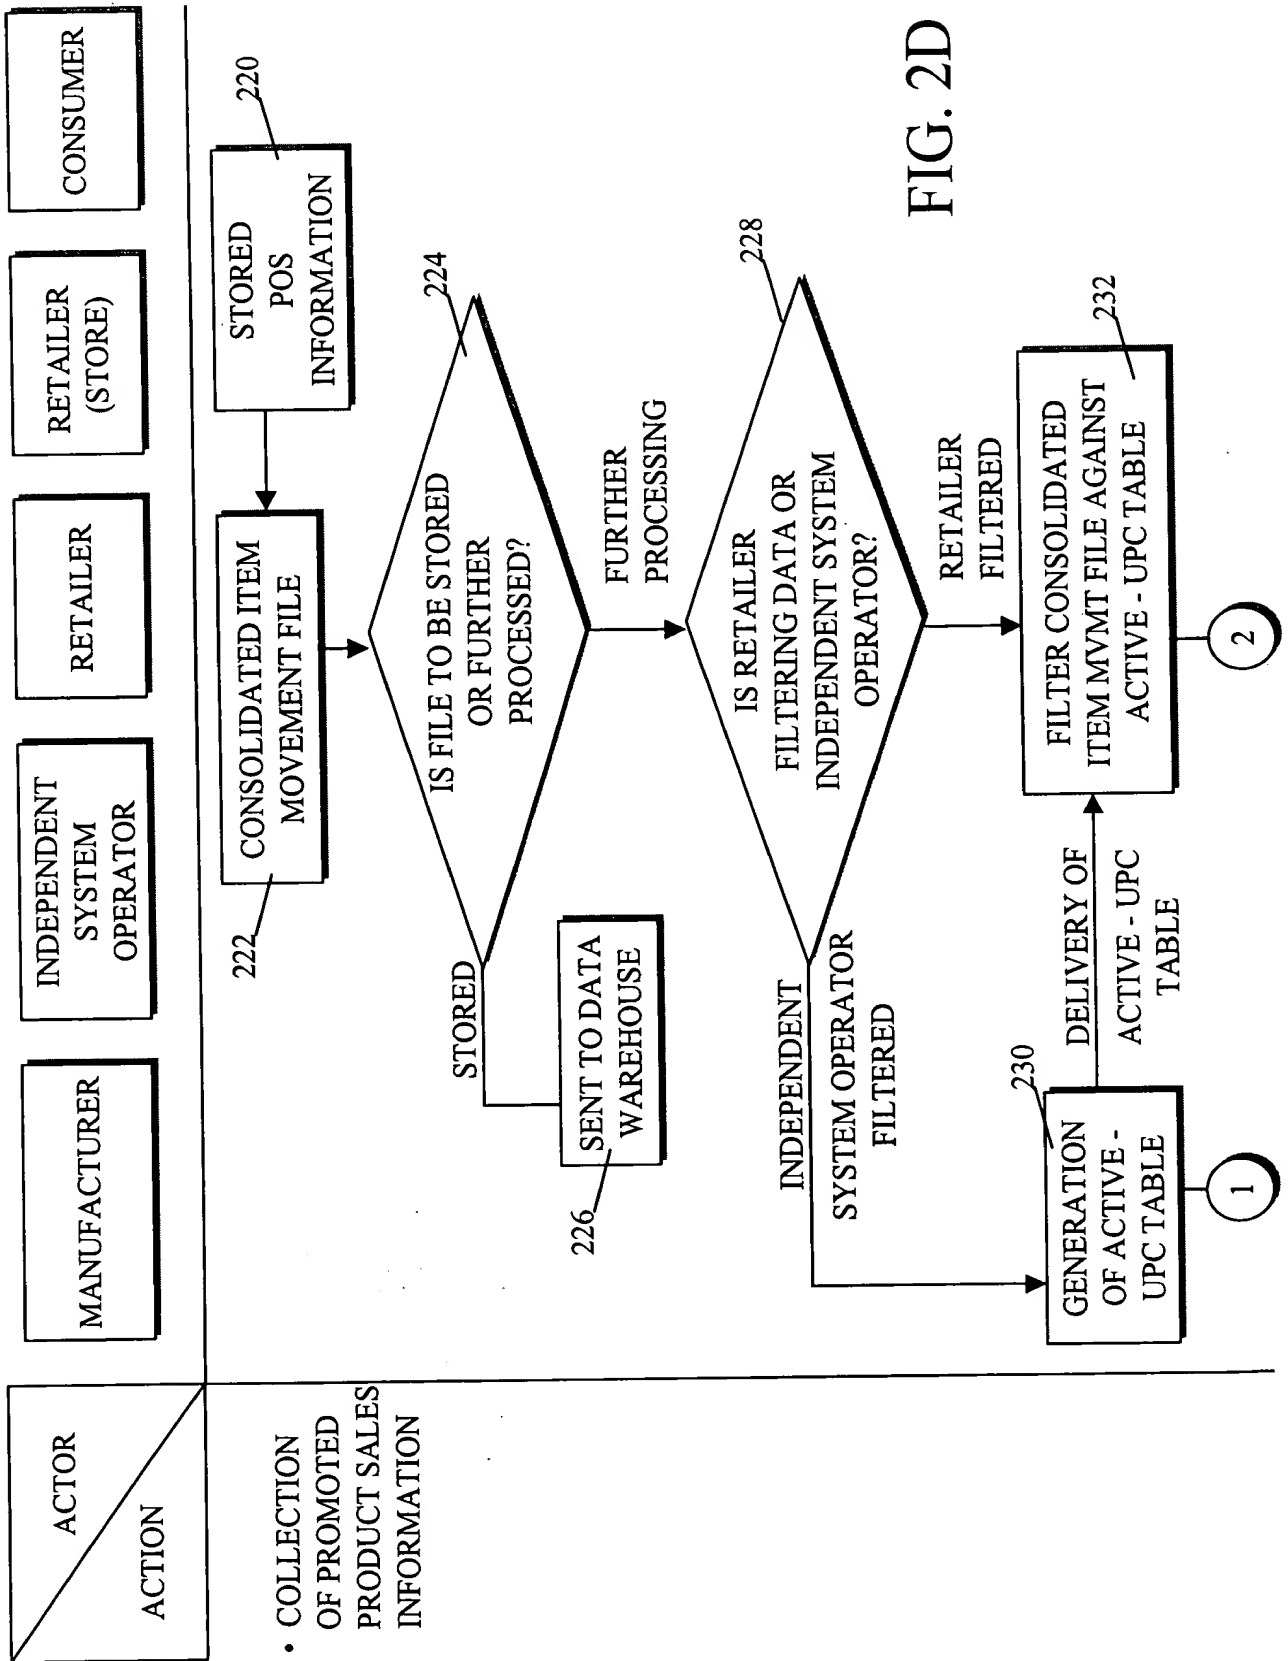 ACTOR
ACTION
MANUFACTURER
INDEPENDENT
SYSTEM
OPERATOR
RETAILER
RETAILER
(STORE)
CONSUMER
• COLLECTION
OF PROMOTED
PRODUCT SALES
INFORMATION
220
STORED
POS
INFORMATION
222
CONSOLIDATED ITEM
MOVEMENT FILE
224
IS FILE TO BE STORED
OR FURTHER
PROCESSED?
STORED
226
SENT TO DATA
WAREHOUSE
FURTHER
PROCESSING
228
IS RETAILER
FILTERING DATA OR
INDEPENDENT SYSTEM
OPERATOR?
INDEPENDENT
SYSTEM OPERATOR
FILTERED
RETAILER
FILTERED
230
GENERATION
OF ACTIVE -
UPC TABLE
DELIVERY OF
ACTIVE - UPC
TABLE
232
FILTER CONSOLIDATED
ITEM MVMT FILE AGAINST
ACTIVE - UPC TABLE
1
2
FIG. 2D